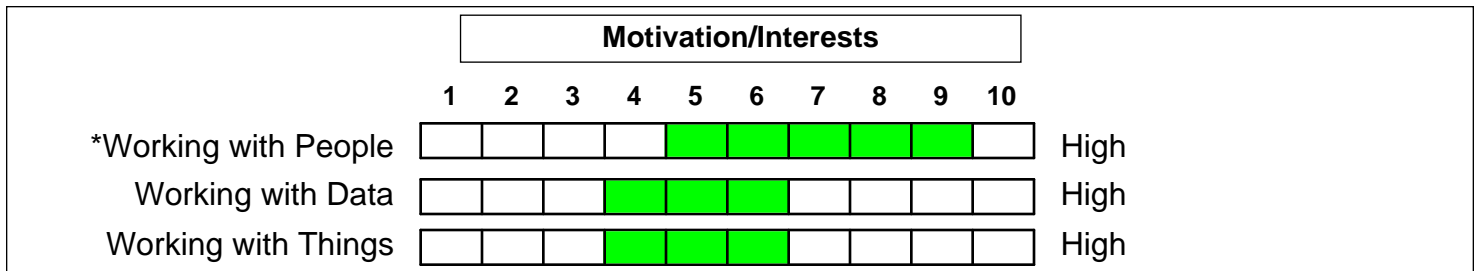 Motivation/Interests
1 2 3 4 5 6 7 8 9 10
*Working with People High
Working with Data High
Working with Things High